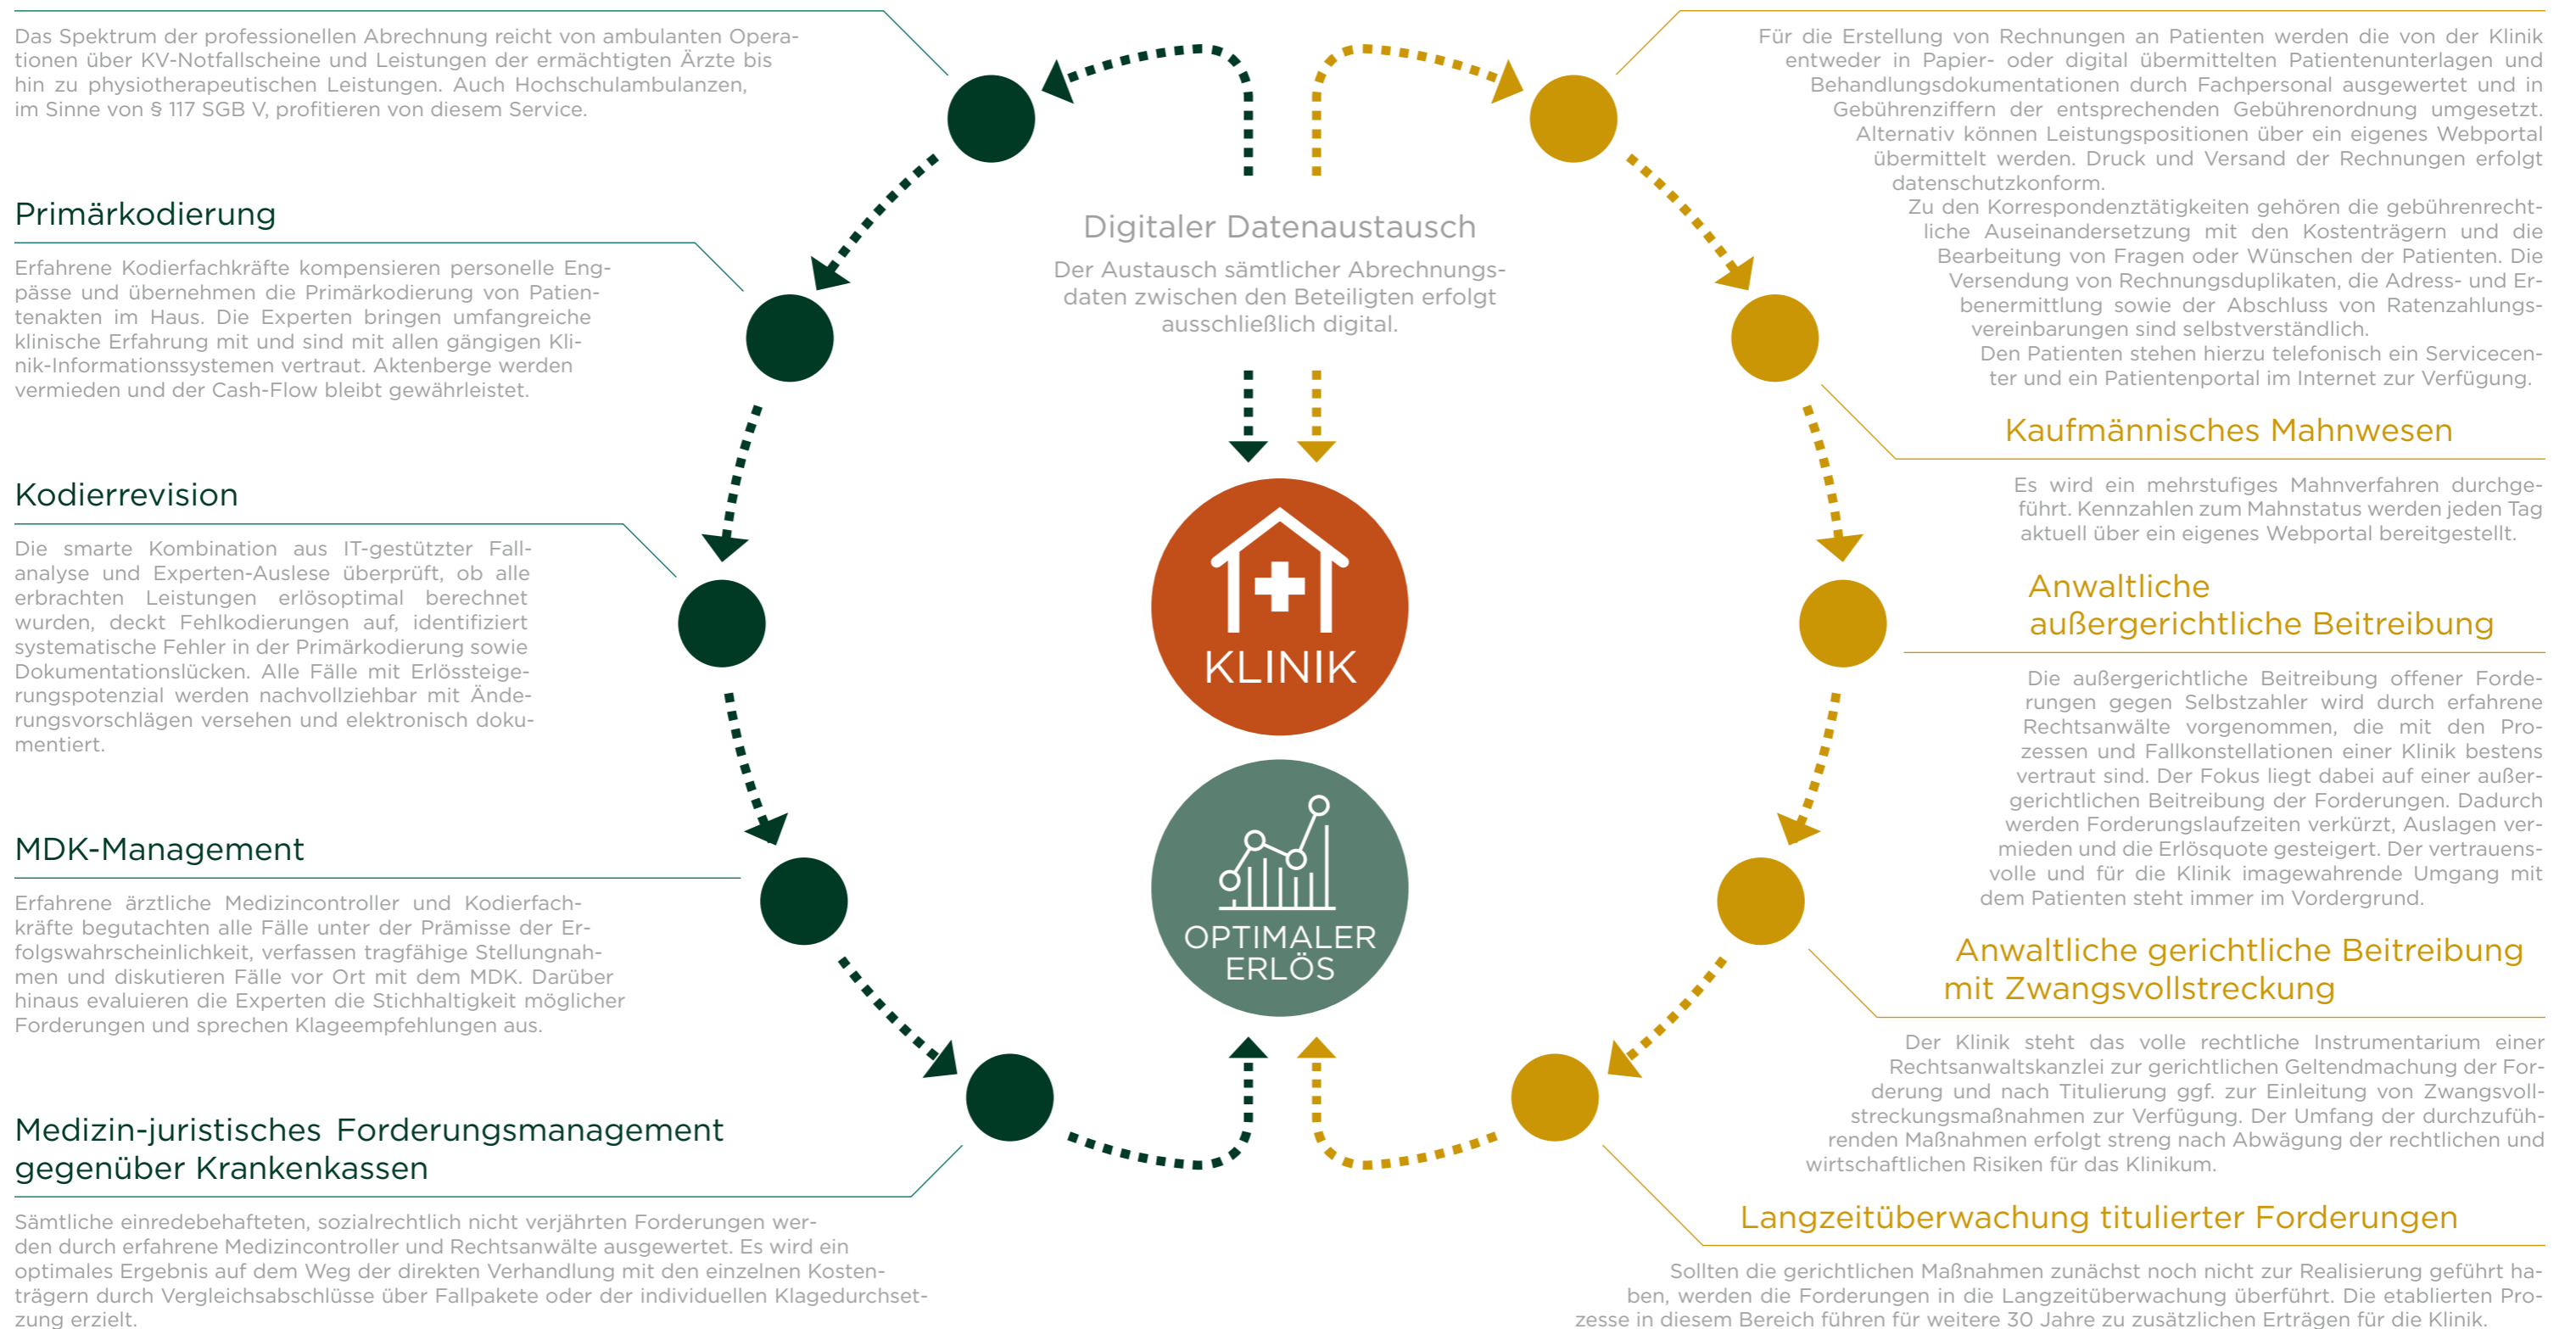 Das Spektrum der professionellen Abrechnung reicht von ambulanten Opera-
tionen über KV-Notfallscheine und Leistungen der ermächtigten Ärzte bis
hin zu physiotherapeutischen Leistungen. Auch Hochschulambulanzen,
im Sinne von § 117 SGB V, profitieren von diesem Service.
Primärkodierung
Erfahrene Kodierfachkräfte kompensieren personelle Eng-
pässe und übernehmen die Primärkodierung von Patien-
tenakten im Haus. Die Experten bringen umfangreiche
klinische Erfahrung mit und sind mit allen gängigen Kli-
nik-Informationssystemen vertraut. Aktenberge werden
vermieden und der Cash-Flow bleibt gewährleistet.
Kodierrevision
Die smarte Kombination aus IT-gestützter Fall-
analyse und Experten-Auslese überprüft, ob alle
erbrachten Leistungen erlösoptimal berechnet
wurden, deckt Fehlkodierungen auf, identifiziert
systematische Fehler in der Primärkodierung sowie
Dokumentationslücken. Alle Fälle mit Erlössteige-
rungspotenzial werden nachvollziehbar mit Ände-
rungsvorschlägen versehen und elektronisch doku-
mentiert.
MDK-Management
Erfahrene ärztliche Medizincontroller und Kodierfach-
kräfte begutachten alle Fälle unter der Prämisse der Er-
folgswahrscheinlichkeit, verfassen tragfähige Stellungnah-
men und diskutieren Fälle vor Ort mit dem MDK. Darüber
hinaus evaluieren die Experten die Stichhaltigkeit möglicher
Forderungen und sprechen Klageempfehlungen aus.
Medizin-juristisches Forderungsmanagement
gegenüber Krankenkassen
Sämtliche einredebehafteten, sozialrechtlich nicht verjährten Forderungen wer-
den durch erfahrene Medizincontroller und Rechtsanwälte ausgewertet. Es wird ein
optimales Ergebnis auf dem Weg der direkten Verhandlung mit den einzelnen Kosten-
trägern durch Vergleichsabschlüsse über Fallpakete oder der individuellen Klagedurchset-
zung erzielt.
Digitaler Datenaustausch
Der Austausch sämtlicher Abrechnungs-
daten zwischen den Beteiligten erfolgt
ausschließlich digital.
KLINIK
OPTIMALER
ERLÖS
Für die Erstellung von Rechnungen an Patienten werden die von der Klinik
entweder in Papier- oder digital übermittelten Patientenunterlagen und
Behandlungsdokumentationen durch Fachpersonal ausgewertet und in
Gebührenziffern der entsprechenden Gebührenordnung umgesetzt.
Alternativ können Leistungspositionen über ein eigenes Webportal
übermittelt werden. Druck und Versand der Rechnungen erfolgt
datenschutzkonform.
Zu den Korrespondenztätigkeiten gehören die gebührenrecht-
liche Auseinandersetzung mit den Kostenträgern und die
Bearbeitung von Fragen oder Wünschen der Patienten. Die
Versendung von Rechnungsduplikaten, die Adress- und Er-
benermittlung sowie der Abschluss von Ratenzahlungs-
vereinbarungen sind selbstverständlich.
Den Patienten stehen hierzu telefonisch ein Servicecen-
ter und ein Patientenportal im Internet zur Verfügung.
Kaufmännisches Mahnwesen
Es wird ein mehrstufiges Mahnverfahren durchge-
führt. Kennzahlen zum Mahnstatus werden jeden Tag
aktuell über ein eigenes Webportal bereitgestellt.
Anwaltliche
außergerichtliche Beitreibung
Die außergerichtliche Beitreibung offener Forde-
rungen gegen Selbstzahler wird durch erfahrene
Rechtsanwälte vorgenommen, die mit den Pro-
zessen und Fallkonstellationen einer Klinik bestens
vertraut sind. Der Fokus liegt dabei auf einer außer-
gerichtlichen Beitreibung der Forderungen. Dadurch
werden Forderungslaufzeiten verkürzt, Auslagen ver-
mieden und die Erlösquote gesteigert. Der vertrauens-
volle und für die Klinik imagewahrende Umgang mit
dem Patienten steht immer im Vordergrund.
Anwaltliche gerichtliche Beitreibung
mit Zwangsvollstreckung
Der Klinik steht das volle rechtliche Instrumentarium einer
Rechtsanwaltskanzlei zur gerichtlichen Geltendmachung der For-
derung und nach Titulierung ggf. zur Einleitung von Zwangsvoll-
streckungsmaßnahmen zur Verfügung. Der Umfang der durchzufüh-
renden Maßnahmen erfolgt streng nach Abwägung der rechtlichen und
wirtschaftlichen Risiken für das Klinikum.
Langzeitüberwachung titulierter Forderungen
Sollten die gerichtlichen Maßnahmen zunächst noch nicht zur Realisierung geführt ha-
ben, werden die Forderungen in die Langzeitüberwachung überführt. Die etablierten Pro-
zesse in diesem Bereich führen für weitere 30 Jahre zu zusätzlichen Erträgen für die Klinik.